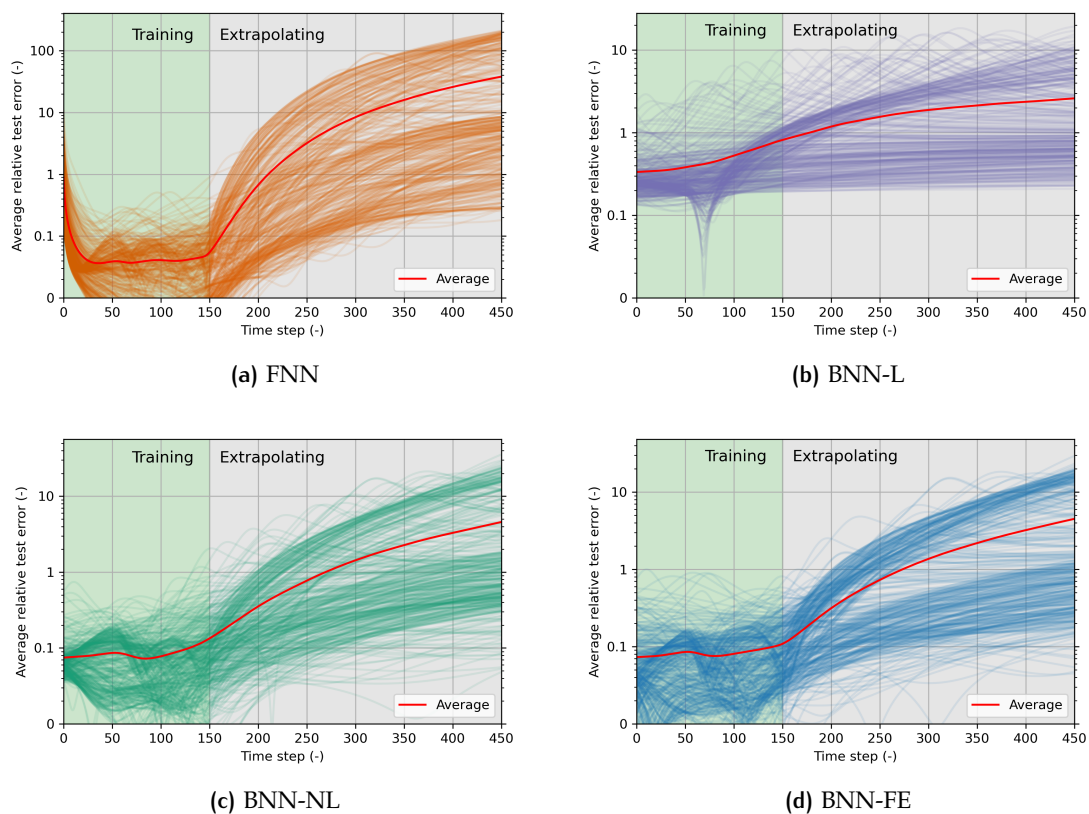 Training Extrapolating
Average relative test error (-)
100
10
1
0.1
0
0 50 100 150 200 250 300 350 400 450
Time step (-)
Average
(a) FNN
Training Extrapolating
Average relative test error (-)
10
1
0.1
0
0 50 100 150 200 250 300 350 400 450
Time step (-)
Average
(b) BNN-L
Training Extrapolating
Average relative test error (-)
10
1
0.1
0
0 50 100 150 200 250 300 350 400 450
Time step (-)
Average
(c) BNN-NL
Training Extrapolating
Average relative test error (-)
10
1
0.1
0
0 50 100 150 200 250 300 350 400 450
Time step (-)
Average
(d) BNN-FE